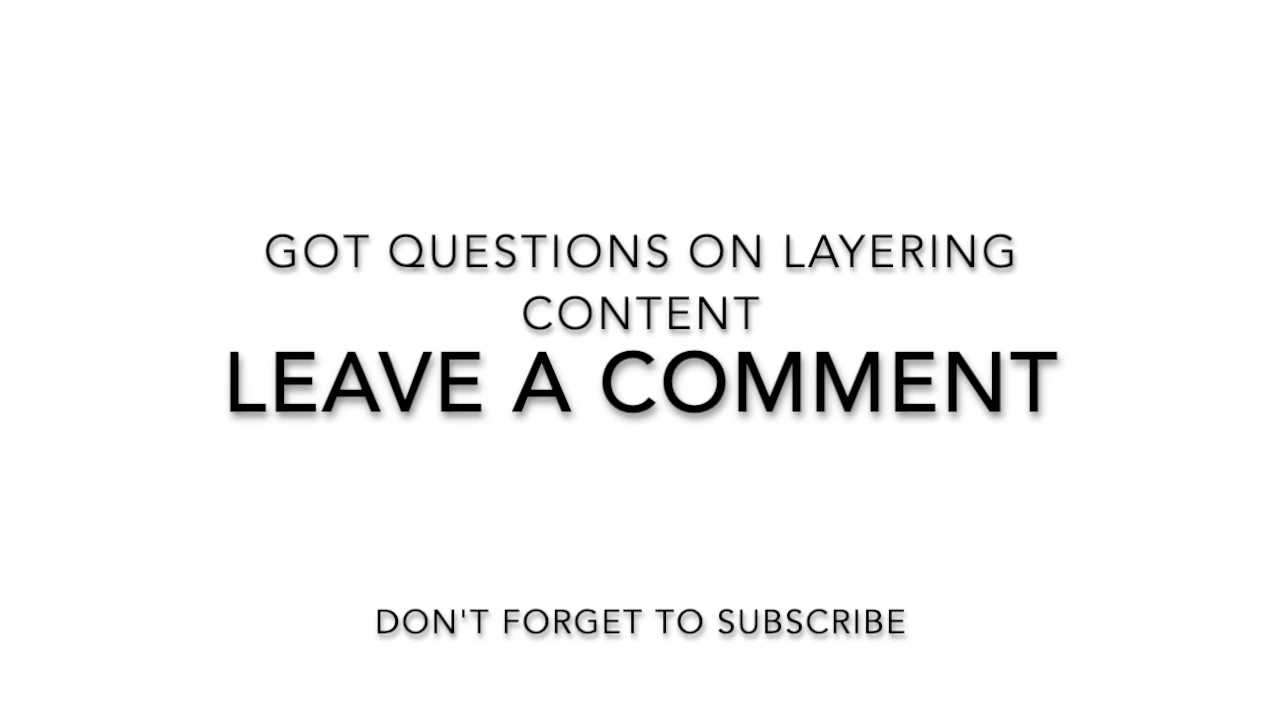 GOT QUESTIONS ON LAYERING
CONTENT
LEAVE A COMMENT
DON'T FORGET TO SUBSCRIBE